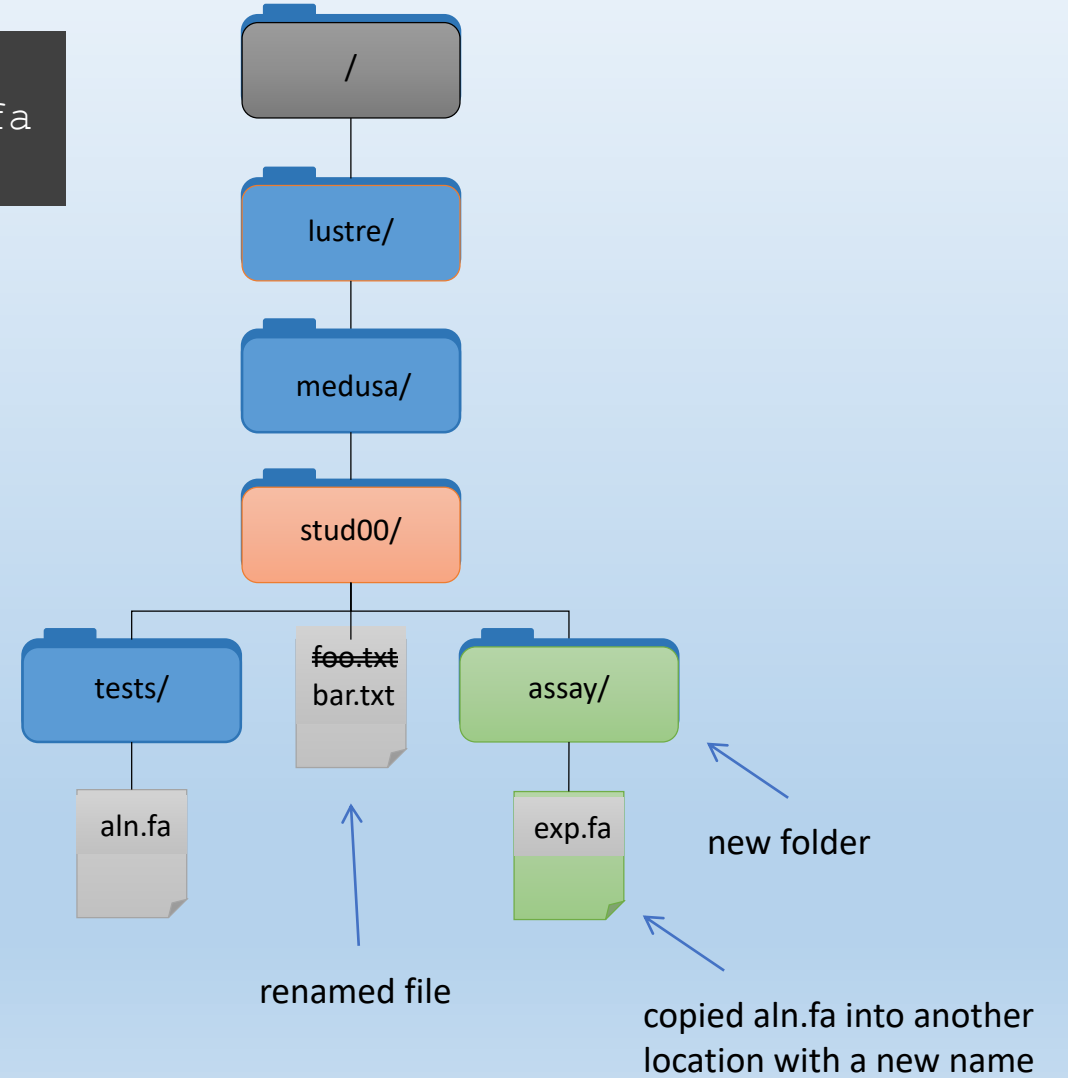 fa
/
lustre/
medusa/
stud00/
tests/
foo.txt
bar.txt
assay/
aln.fa
exp.fa
new folder
renamed file
copied aln.fa into another
location with a new name